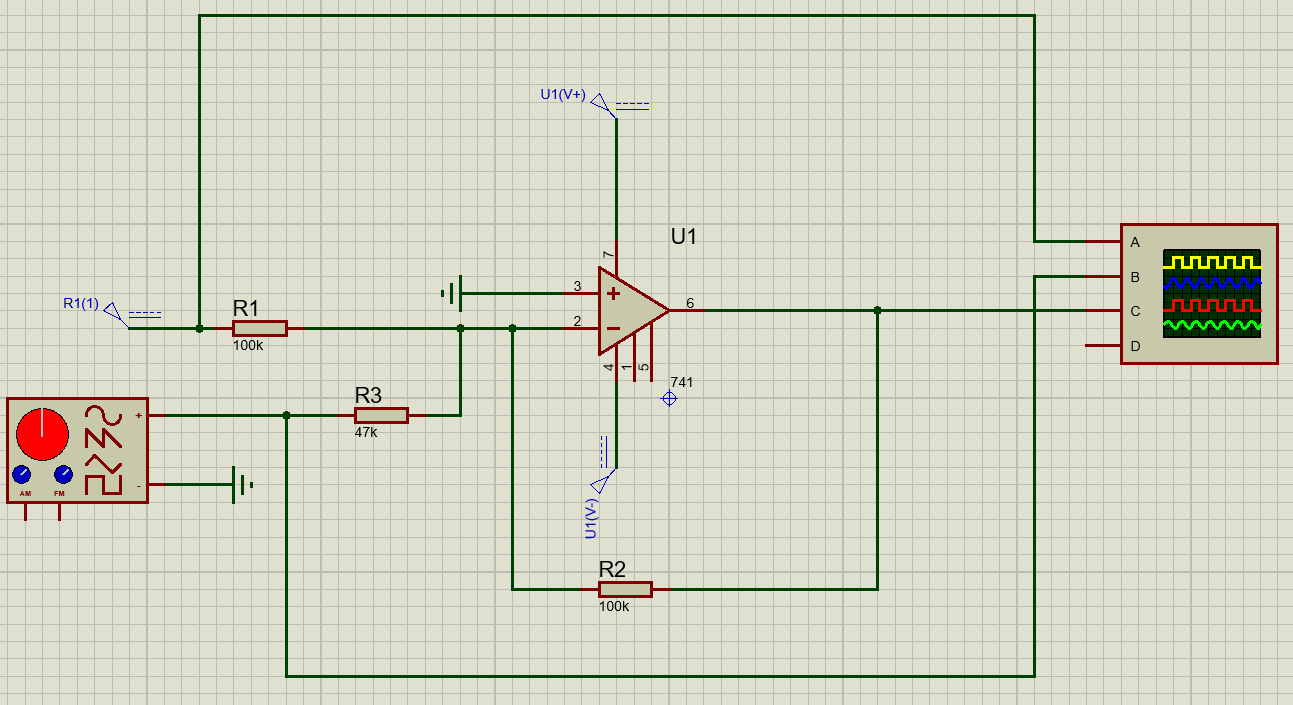 U1(V+)
U1
7
3
6
2
R1(1)
R1
100k
4
1
5
741
R3
47k
+
-
AM
FM
U1(V-)
R2
100k
A
B
C
D